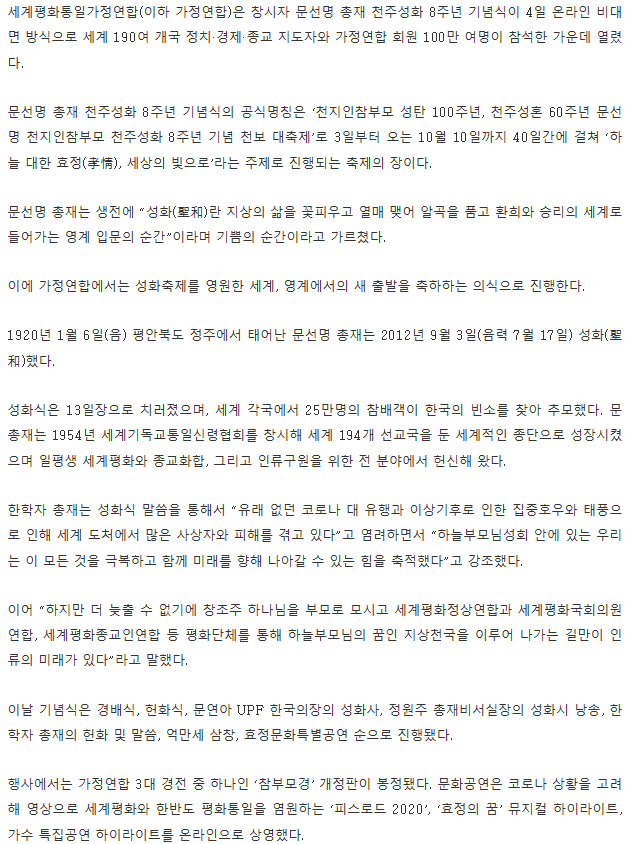 세계평화통일가정연합(이하 가정연합)은 창시자 문선명 총재 천주성화 8주년 기념식이 4일 온라인 비대
면 방식으로 세계 190여 개국 정치·경제·종교 지도자와 가정연합 회원 100만 여명이 참석한 가운데 열렸
다.
문선명 총재 천주성화 8주년 기념식의 공식명칭은 ‘천지인참부모 성탄 100주년, 천주성혼 60주년 문선
명 천지인참부모 천주성화 8주년 기념 천보 대축제’로 3일부터 오는 10월 10일까지 40일간에 걸쳐 ‘하
늘 대한 효정(孝情), 세상의 빛으로’라는 주제로 진행되는 축제의 장이다.
문선명 총재는 생전에 “성화(聖和)란 지상의 삶을 꽃피우고 열매 맺어 알곡을 품고 환희와 승리의 세계로
들어가는 영계 입문의 순간”이라며 기쁨의 순간이라고 가르쳤다.
이에 가정연합에서는 성화축제를 영원한 세계, 영계에서의 새 출발을 축하하는 의식으로 진행한다.
1920년 1월 6일(음) 평안북도 정주에서 태어난 문선명 총재는 2012년 9월 3일(음력 7월 17일) 성화(聖
和)했다.
성화식은 13일장으로 치러졌으며, 세계 각국에서 25만명의 참배객이 한국의 빈소를 찾아 추모했다. 문
총재는 1954년 세계기독교통일신령협회를 창시해 세계 194개 선교국을 둔 세계적인 종단으로 성장시켰
으며 일평생 세계평화와 종교화합, 그리고 인류구원을 위한 전 분야에서 헌신해 왔다.
한학자 총재는 성화식 말씀을 통해서 “유래 없던 코로나 대 유행과 이상기후로 인한 집중호우와 태풍으
로 인해 세계 도처에서 많은 사상자와 피해를 겪고 있다”고 염려하면서 “하늘부모님성회 안에 있는 우리
는 이 모든 것을 극복하고 함께 미래를 향해 나아갈 수 있는 힘을 축적했다”고 강조했다.
이어 “하지만 더 늦출 수 없기에 창조주 하나님을 부모로 모시고 세계평화정상연합과 세계평화국회의원
연합, 세계평화종교인연합 등 평화단체를 통해 하늘부모님의 꿈인 지상천국을 이루어 나가는 길만이 인
류의 미래가 있다”라고 말했다.
이날 기념식은 경배식, 헌화식, 문연아 UPF 한국의장의 성화사, 정원주 총재비서실장의 성화시 낭송, 한
학자 총재의 헌화 및 말씀, 억만세 삼창, 효정문화특별공연 순으로 진행됐다.
행사에서는 가정연합 3대 경전 중 하나인 ‘참부모경’ 개정판이 봉정됐다. 문화공연은 코로나 상황을 고려
해 영상으로 세계평화와 한반도 평화통일을 염원하는 ‘피스로드 2020’, ‘효정의 꿈’ 뮤지컬 하이라이트,
가수 특집공연 하이라이트를 온라인으로 상영했다.